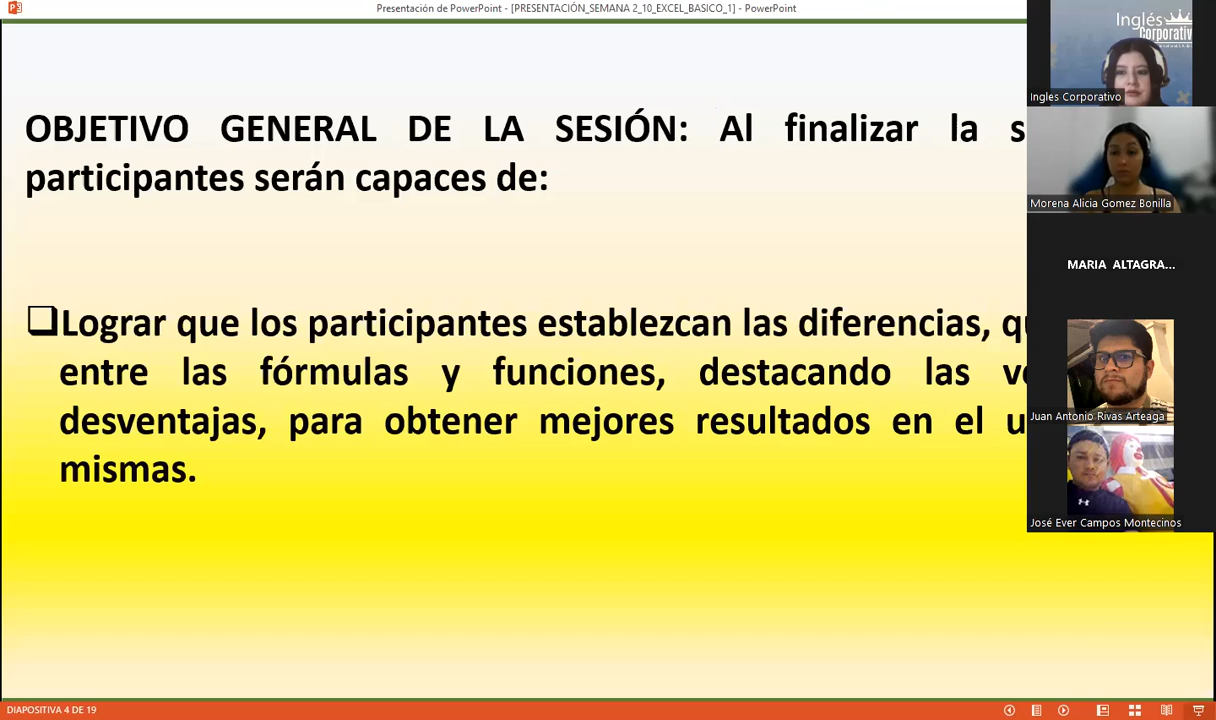 Presentación de PowerPoint - [PRESENTACIÓN_SEMANA 2_10_EXCEL_BASICO_1] - PowerPoint
OBJETIVO GENERAL DE LA SESIÓN: Al finalizar la
participantes serán capaces de:
Lograr que los participantes establezcan las diferencias,
entre las fórmulas y funciones, destacando las
desventajas, para obtener mejores resultados en el
mismas.
Inglés
Corporativo
Ingles Corporativo
Morena Alicia Gomez Bonilla
MARIA ALTAGRA...
Juan Antonio Rivas Arteaga
José Ever Campos Montecinos
DIAPOSITIVA 4 DE 19